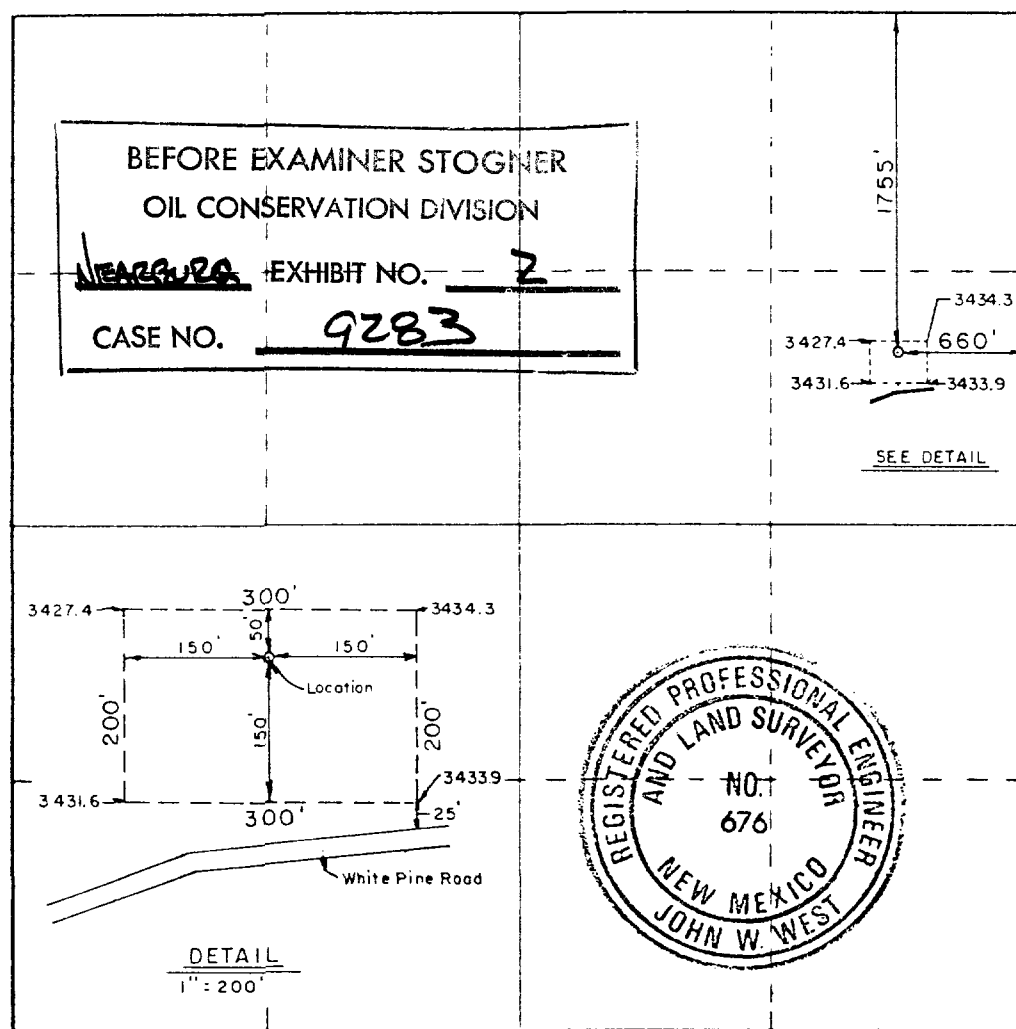 BEFORE EXAMINER STOGNER
OIL CONSERVATION DIVISION
NEARBURG EXHIBIT NO. 2
CASE NO. 9283
1755'
3434.3
3427.4
660'
3431.6
3433.9
SEE DETAIL
3427.4
300'
3434.3
50'
150'
150'
Location
200'
150'
200'
3433.9
3431.6
300'
25'
White Pine Road
DETAIL
1"=200'
REGISTERED PROFESSIONAL ENGINEER
AND LAND SURVEYOR
NO.
676
NEW MEXICO
JOHN W. WEST